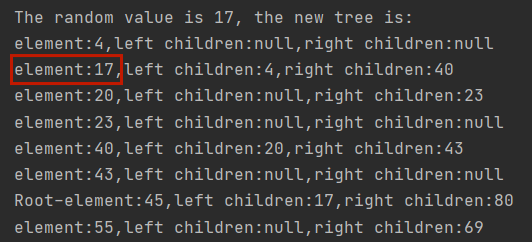 The random value is 17, the new tree is:
element:4,left children:null,right children:null
element:17,left children:4,right children:40
element:20,left children:null,right children:23
element:23,left children:null,right children:null
element:40,left children:20,right children:43
element:43,left children:null,right children:null
Root-element:45,left children:17,right children:80
element:55,left children:null,right children:69